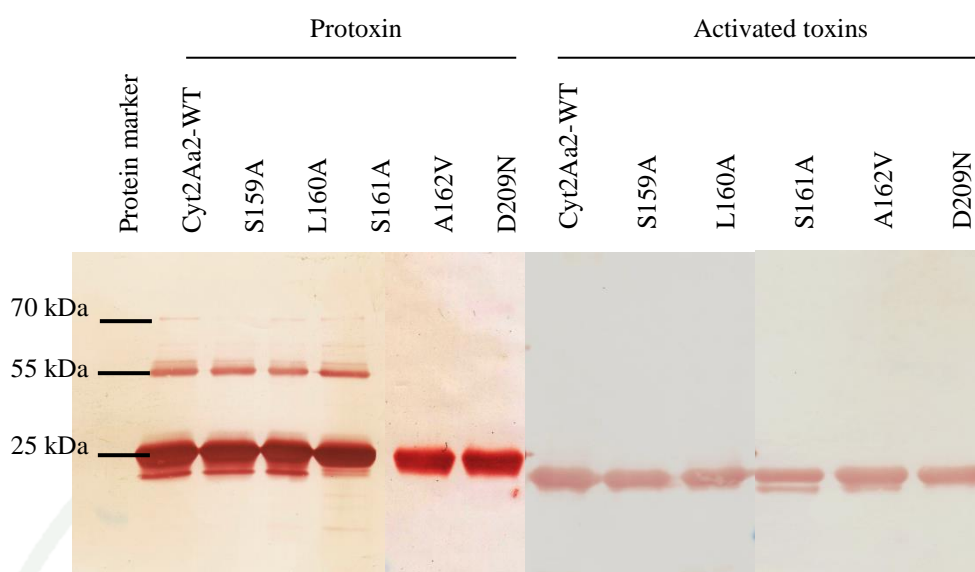 Protoxin
Activated toxins
Protein marker
Cyt2Aa2-WT
S159A
L160A
S161A
A162V
D209N
Cyt2Aa2-WT
S159A
L160A
S161A
A162V
D209N
70 kDa
55 kDa
25 kDa